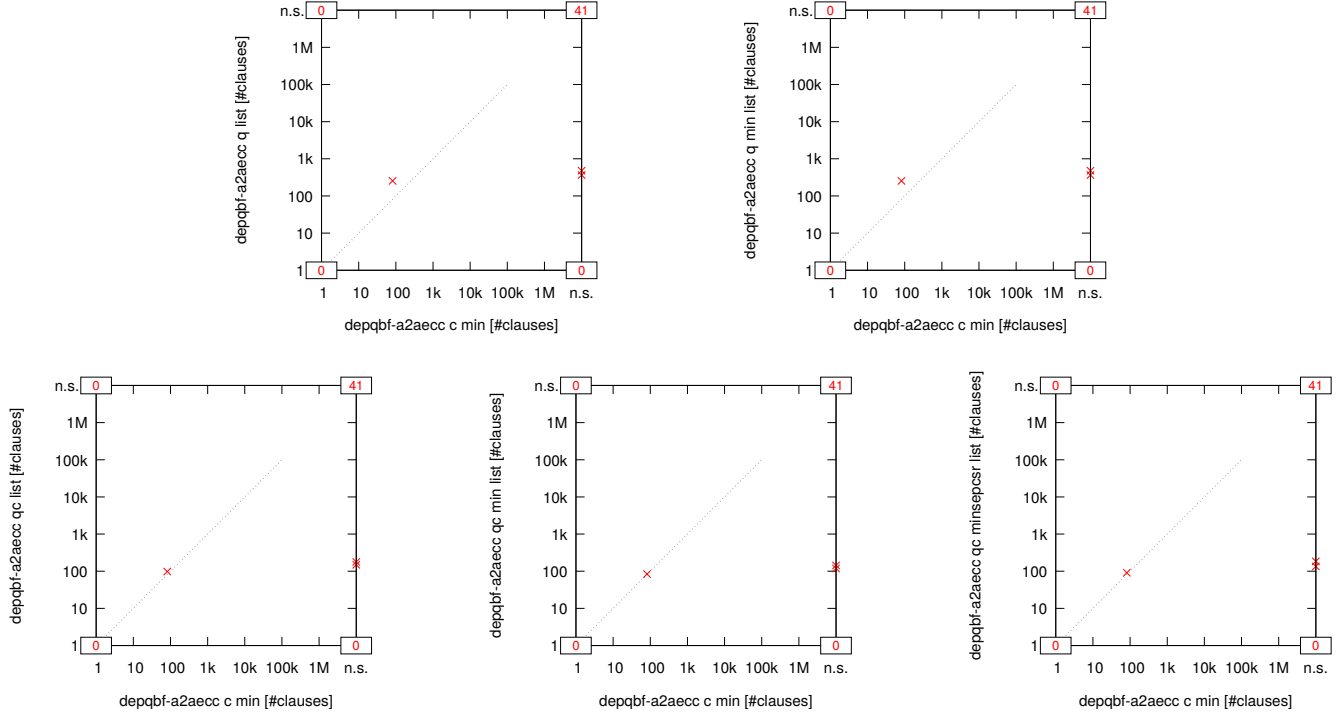 n.s. 0 41
1M
100k
10k
1k
100
10
1 0 0
1 10 100 1k 10k 100k 1M n.s.
depqbf-a2aecc q list [#clauses]
depqbf-a2aecc c min [#clauses]
n.s. 0 41
1M
100k
10k
1k
100
10
1 0 0
1 10 100 1k 10k 100k 1M n.s.
depqbf-a2aecc q min list [#clauses]
depqbf-a2aecc c min [#clauses]
n.s. 0 41
1M
100k
10k
1k
100
10
1 0 0
1 10 100 1k 10k 100k 1M n.s.
depqbf-a2aecc qc list [#clauses]
depqbf-a2aecc c min [#clauses]
n.s. 0 41
1M
100k
10k
1k
100
10
1 0 0
1 10 100 1k 10k 100k 1M n.s.
depqbf-a2aecc qc min list [#clauses]
depqbf-a2aecc c min [#clauses]
n.s. 0 41
1M
100k
10k
1k
100
10
1 0 0
1 10 100 1k 10k 100k 1M n.s.
depqbf-a2aecc qc minsepcsr list [#clauses]
depqbf-a2aecc c min [#clauses]